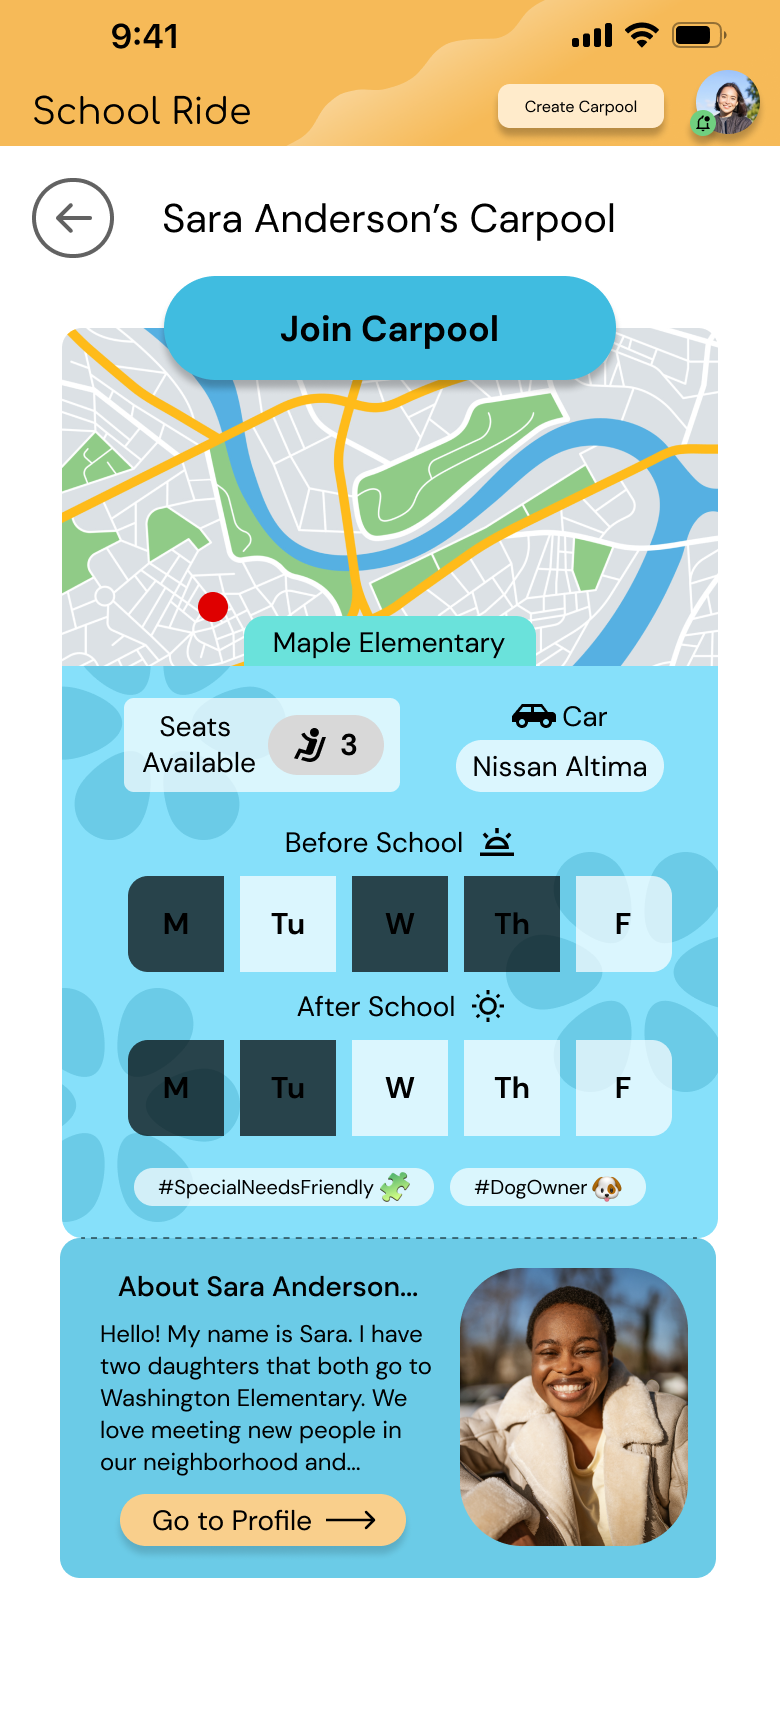 9:41
School Ride
Create Carpool
Sara Anderson’s Carpool
Join Carpool
Maple Elementary
Seats
Available
3
Car
Nissan Altima
Before School
M Tu W Th F
After School
M Tu W Th F
#SpecialNeedsFriendly
#DogOwner
About Sara Anderson...
Hello! My name is Sara. I have
two daughters that both go to
Washington Elementary. We
love meeting new people in
our neighborhood and...
Go to Profile